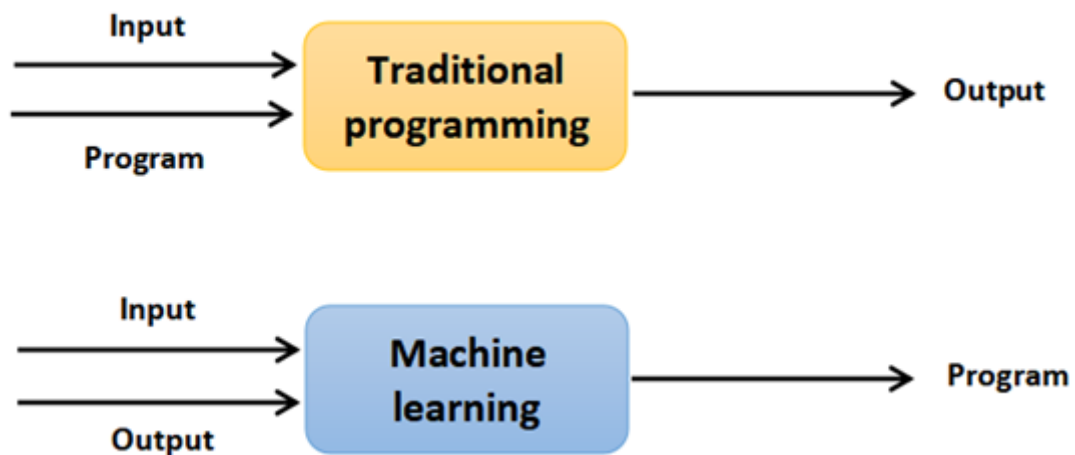 Input
Traditional
programming
Output
Program
Input
Machine
learning
Program
Output